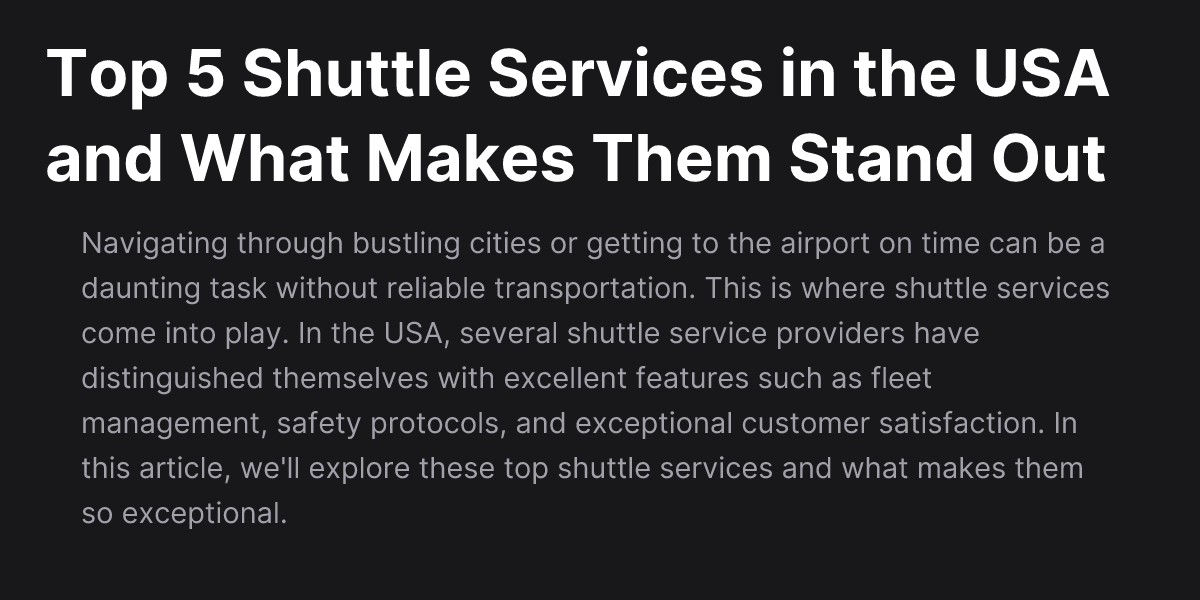 Top 5 Shuttle Services in the USA
and What Makes Them Stand Out
Navigating through bustling cities or getting to the airport on time can be a
daunting task without reliable transportation. This is where shuttle services
come into play. In the USA, several shuttle service providers have
distinguished themselves with excellent features such as fleet
management, safety protocols, and exceptional customer satisfaction. In
this article, we'll explore these top shuttle services and what makes them
so exceptional.